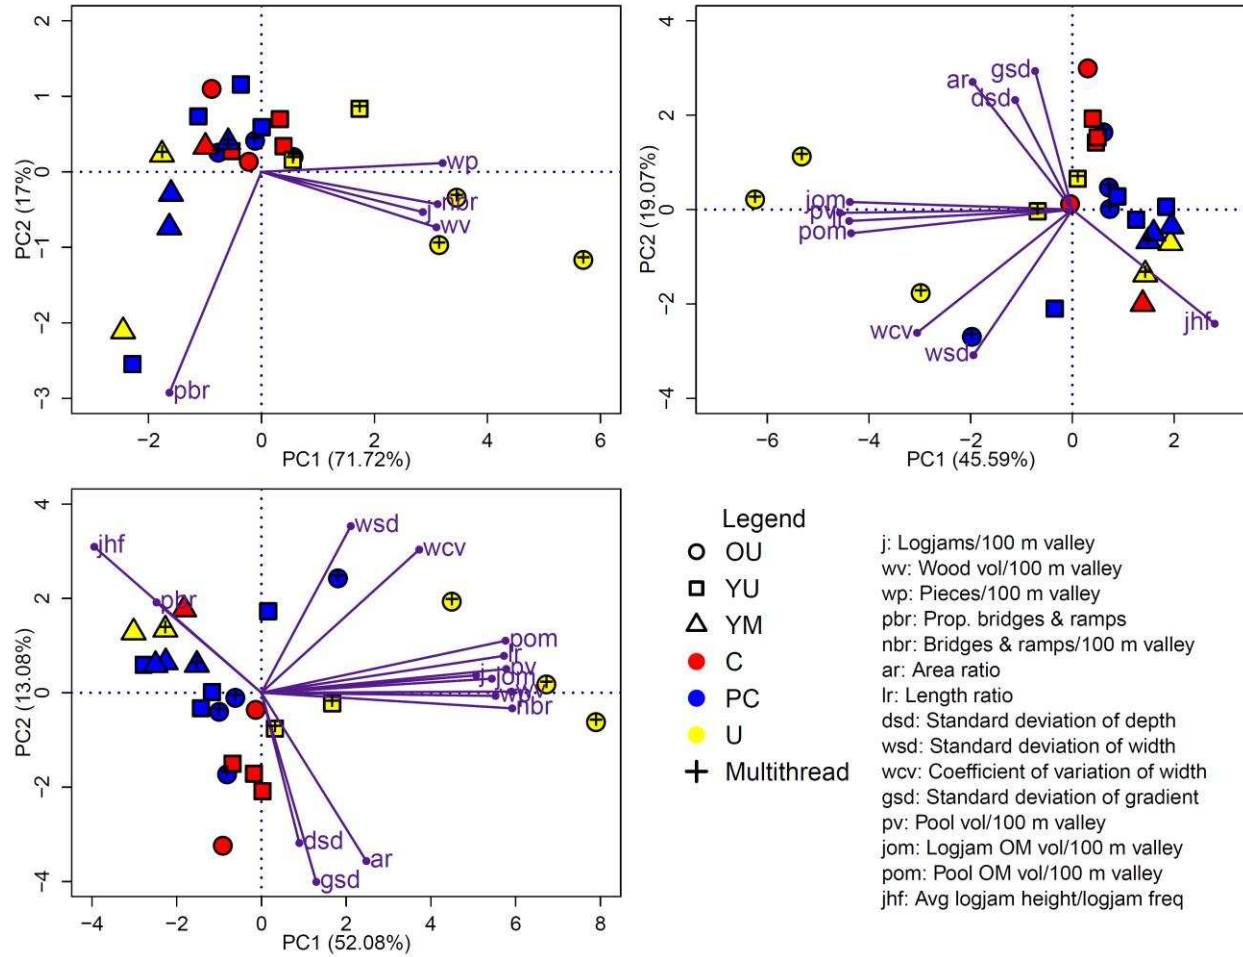 2
1
0
−1
−2
−3
PC2 (17%)
wp
nbr
j
wv
pbr
−2
0
2
4
6
PC1 (71.72%)
4
2
0
−2
−4
PC2 (19.07%)
gsd
ar
dsd
jom
pv
lr
pom
wcv
wsd
jhf
−6
−4
−2
0
2
PC1 (45.59%)
4
2
0
−2
−4
PC2 (13.08%)
jhf
pbr
wsd
wcv
pom
lr
pv
j
jom
wv
wp
nbr
dsd
ar
gsd
−4
−2
0
2
4
6
8
PC1 (52.08%)
Legend
OU
YU
YM
C
PC
U
Multithread
j: Logjams/100 m valley
wv: Wood vol/100 m valley
wp: Pieces/100 m valley
pbr: Prop. bridges & ramps
nbr: Bridges & ramps/100 m valley
ar: Area ratio
lr: Length ratio
dsd: Standard deviation of depth
wsd: Standard deviation of width
wcv: Coefficient of variation of width
gsd: Standard deviation of gradient
pv: Pool vol/100 m valley
jom: Logjam OM vol/100 m valley
pom: Pool OM vol/100 m valley
jhf: Avg logjam height/logjam freq